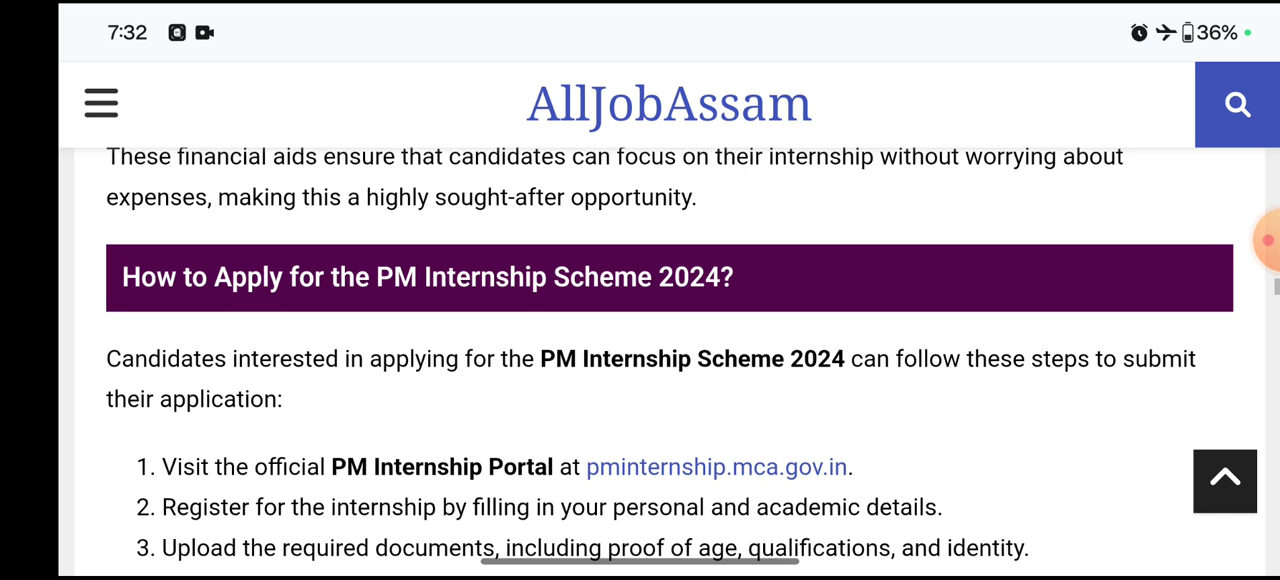 7:32 36%
AllJobAssam
These financial aids ensure that candidates can focus on their internship without worrying about
expenses, making this a highly sought-after opportunity.
How to Apply for the PM Internship Scheme 2024?
Candidates interested in applying for the PM Internship Scheme 2024 can follow these steps to submit
their application:
1. Visit the official PM Internship Portal at pminternship.mca.gov.in.
2. Register for the internship by filling in your personal and academic details.
3. Upload the required documents, including proof of age, qualifications, and identity.